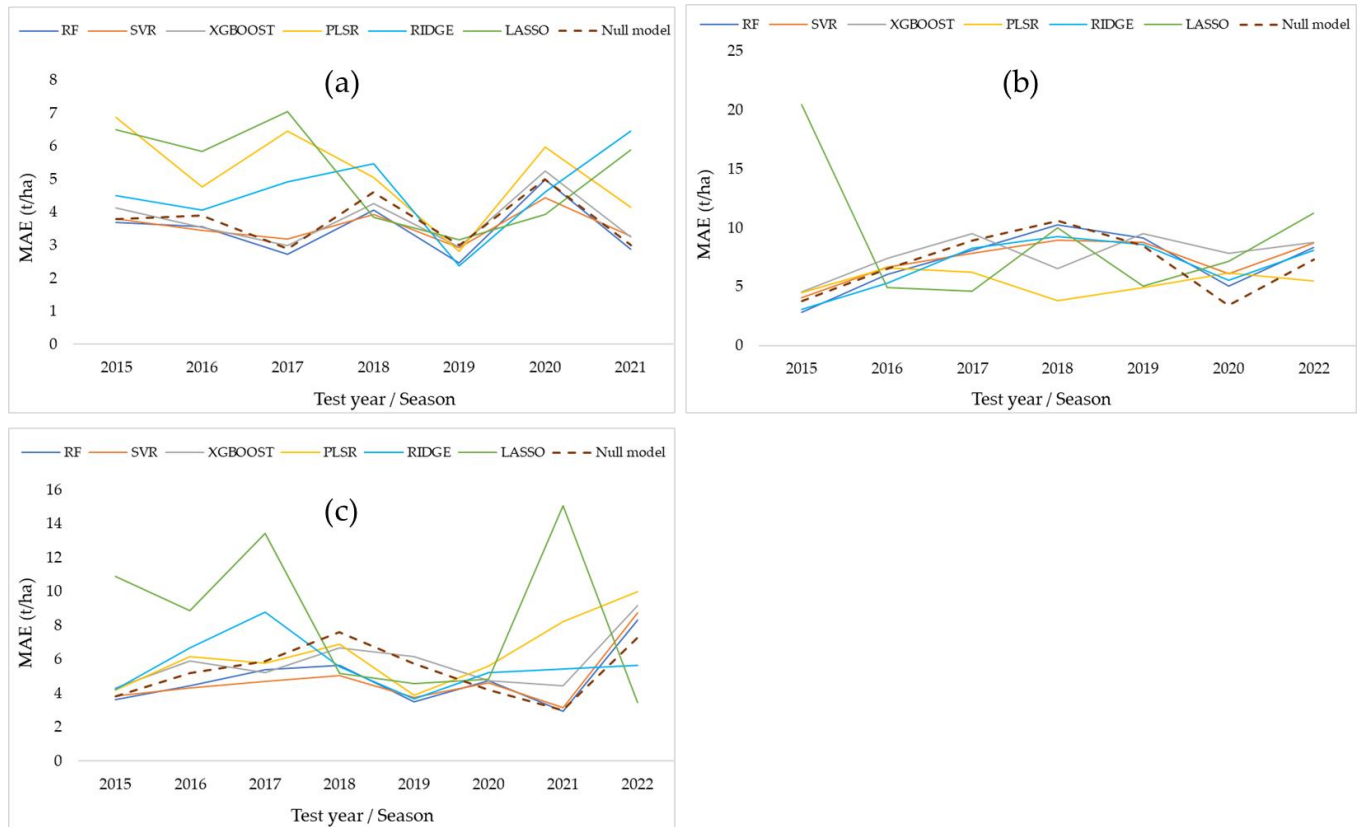 RF SVR XGBOOST PLSR RIDGE LASSO Null model
(a)
MAE (t/ha)
8
7
6
5
4
3
2
1
0
2015 2016 2017 2018 2019 2020 2021
Test year / Season
RF SVR XGBOOST PLSR RIDGE LASSO Null model
(b)
MAE (t/ha)
25
20
15
10
5
0
2015 2016 2017 2018 2019 2020 2022
Test year / Season
RF SVR XGBOOST PLSR RIDGE LASSO Null model
(c)
MAE (t/ha)
16
14
12
10
8
6
4
2
0
2015 2016 2017 2018 2019 2020 2021 2022
Test year / Season